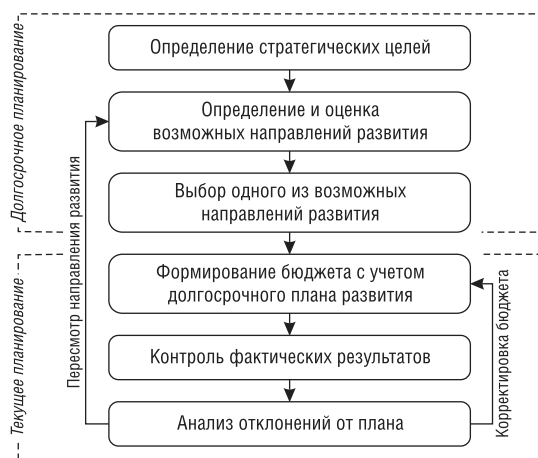 Долгосрочное планирование
Определение стратегических целей
Определение и оценка
возможных направлений развития
Выбор одного из возможных
направлений развития
Пересмотр направления развития
Текущее планирование
Формирование бюджета с учетом
долгосрочного плана развития
Контроль фактических результатов
Анализ отклонений от плана
Корректировка бюджета